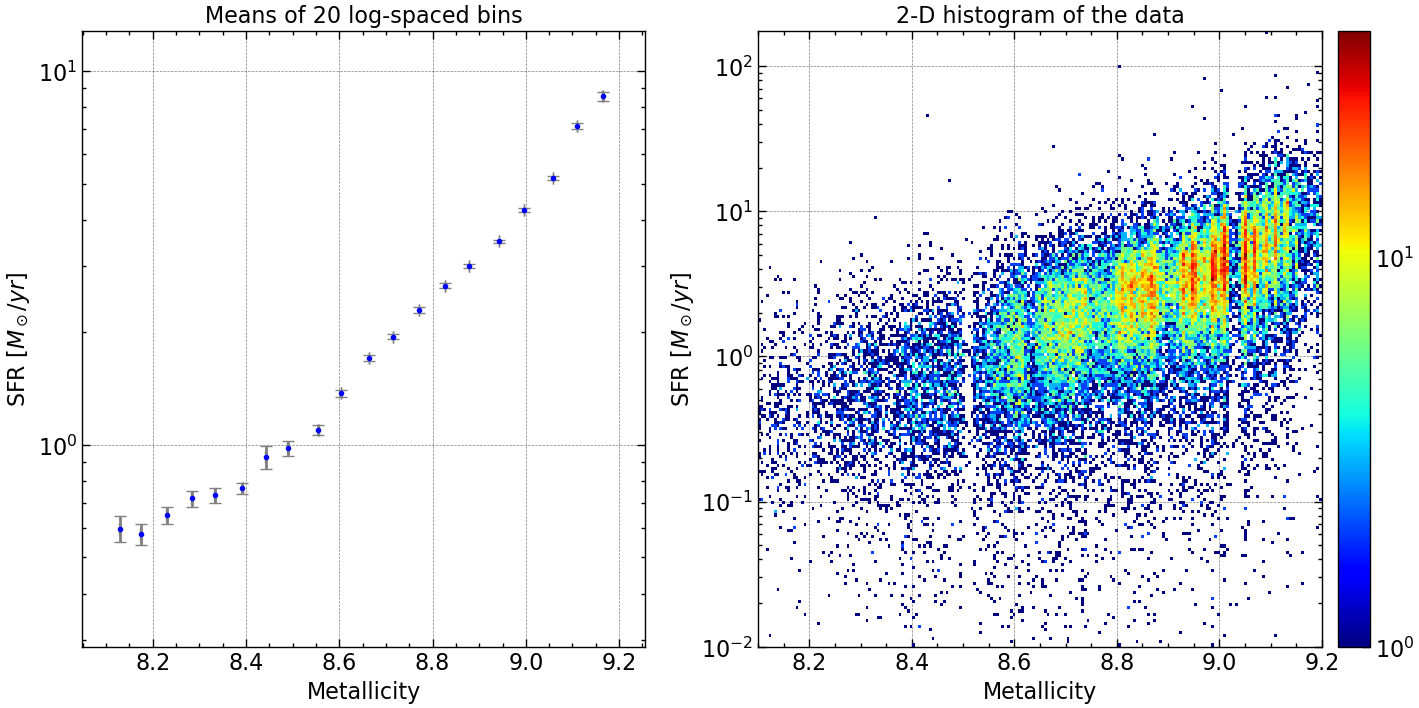 Means of 20 log-spaced bins
10¹
10⁰
SFR [M⊙/yr]
8.2 8.4 8.6 8.8 9.0 9.2
Metallicity
2-D histogram of the data
10²
10¹
10⁰
10⁻¹
10⁻²
SFR [M⊙/yr]
8.2 8.4 8.6 8.8 9.0 9.2
Metallicity
10¹
10⁰